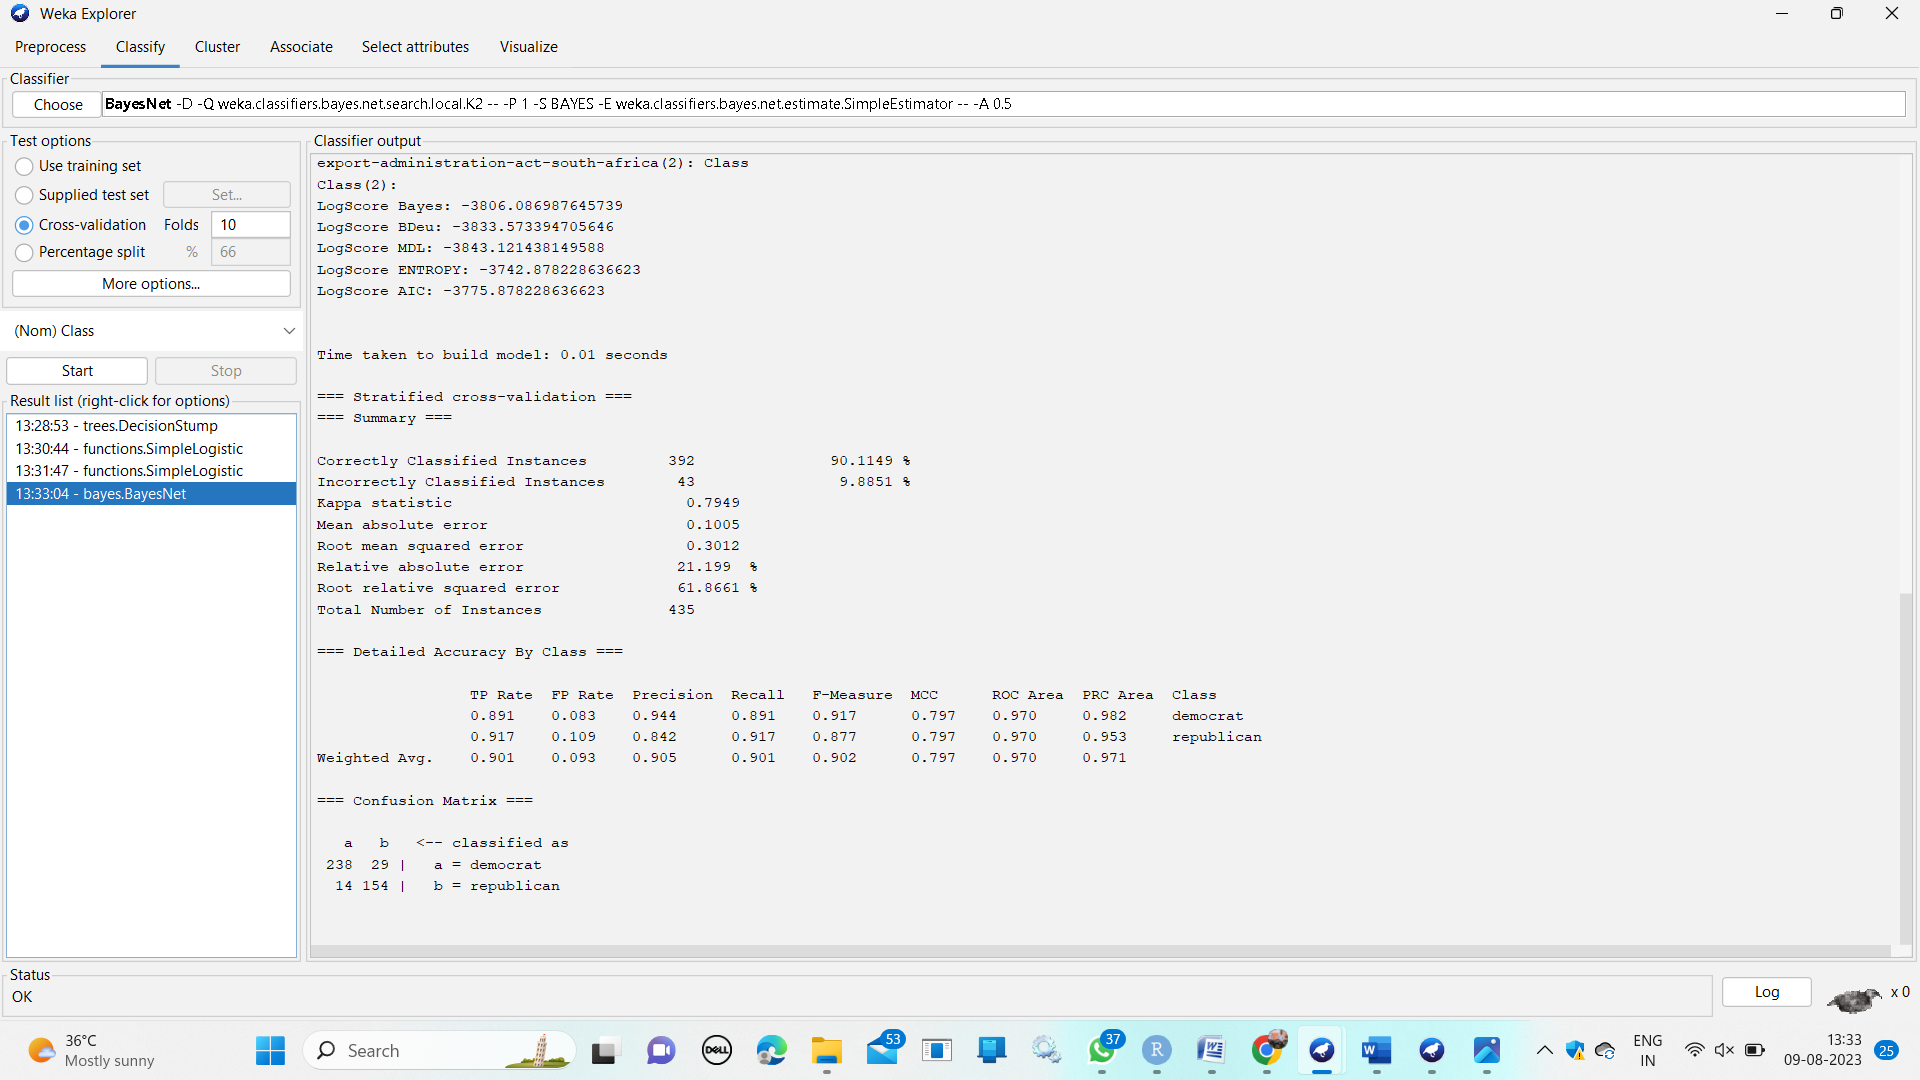 Weka Explorer
Preprocess Classify Cluster Associate Select attributes Visualize
Classifier
Choose BayesNet -D -Q weka.classifiers.bayes.net.search.local.K2 -- -P 1 -S BAYES -E weka.classifiers.bayes.net.estimate.SimpleEstimator -- -A 0.5
Test options
Use training set
Supplied test set Set...
Cross-validation Folds 10
Percentage split % 66
More options...
(Nom) Class
Start Stop
Result list (right-click for options)
13:28:53 - trees.DecisionStump
13:30:44 - functions.SimpleLogistic
13:31:47 - functions.SimpleLogistic
13:33:04 - bayes.BayesNet
Classifier output
export-administration-act-south-africa(2): Class
Class(2):
LogScore Bayes: -3806.086987645739
LogScore BDeu: -3833.573394705646
LogScore MDL: -3843.121438149588
LogScore ENTROPY: -3742.878228636623
LogScore AIC: -3775.878228636623
Time taken to build model: 0.01 seconds
=== Stratified cross-validation ===
=== Summary ===
Correctly Classified Instances 392 90.1149 %
Incorrectly Classified Instances 43 9.8851 %
Kappa statistic 0.7949
Mean absolute error 0.1005
Root mean squared error 0.3012
Relative absolute error 21.199 %
Root relative squared error 61.8661 %
Total Number of Instances 435
=== Detailed Accuracy By Class ===
TP Rate FP Rate Precision Recall F-Measure MCC ROC Area PRC Area Class
0.891 0.083 0.944 0.891 0.917 0.797 0.970 0.982 democrat
0.917 0.109 0.842 0.917 0.877 0.797 0.970 0.953 republican
Weighted Avg. 0.901 0.093 0.905 0.901 0.902 0.797 0.970 0.971
=== Confusion Matrix ===
a b <-- classified as
238 29 | a = democrat
14 154 | b = republican
Status
OK
Log x 0
36°C
Mostly sunny
Search
DELL
53
37
R
W
W
ENG
IN
13:33
09-08-2023
25